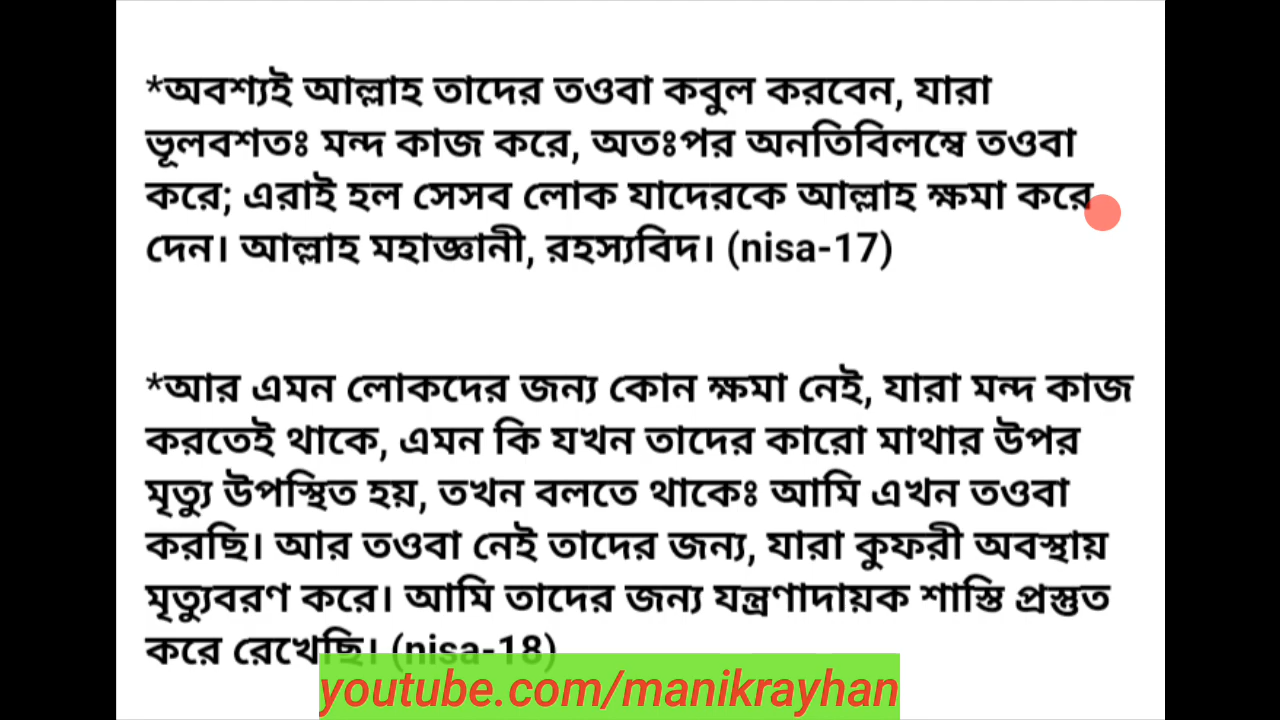 *অবশ্যই আল্লাহ তাদের তওবা কবুল করবেন, যারা
ভূলবশতঃ মন্দ কাজ করে, অতঃপর অনতিবিলম্বে তওবা
করে; এরাই হল সেসব লোক যাদেরকে আল্লাহ ক্ষমা করে
দেন। আল্লাহ মহাজ্ঞানী, রহস্যবিদ। (nisa-17)
*আর এমন লোকদের জন্য কোন ক্ষমা নেই, যারা মন্দ কাজ
করতেই থাকে, এমন কি যখন তাদের কারো মাথার উপর
মৃত্যু উপস্থিত হয়, তখন বলতে থাকেঃ আমি এখন তওবা
করছি। আর তওবা নেই তাদের জন্য, যারা কুফরী অবস্থায়
মৃত্যুবরণ করে। আমি তাদের জন্য যন্ত্রণাদায়ক শাস্তি প্রস্তুত
করে রেখেছি। (nisa-18)
youtube.com/manikrayhan